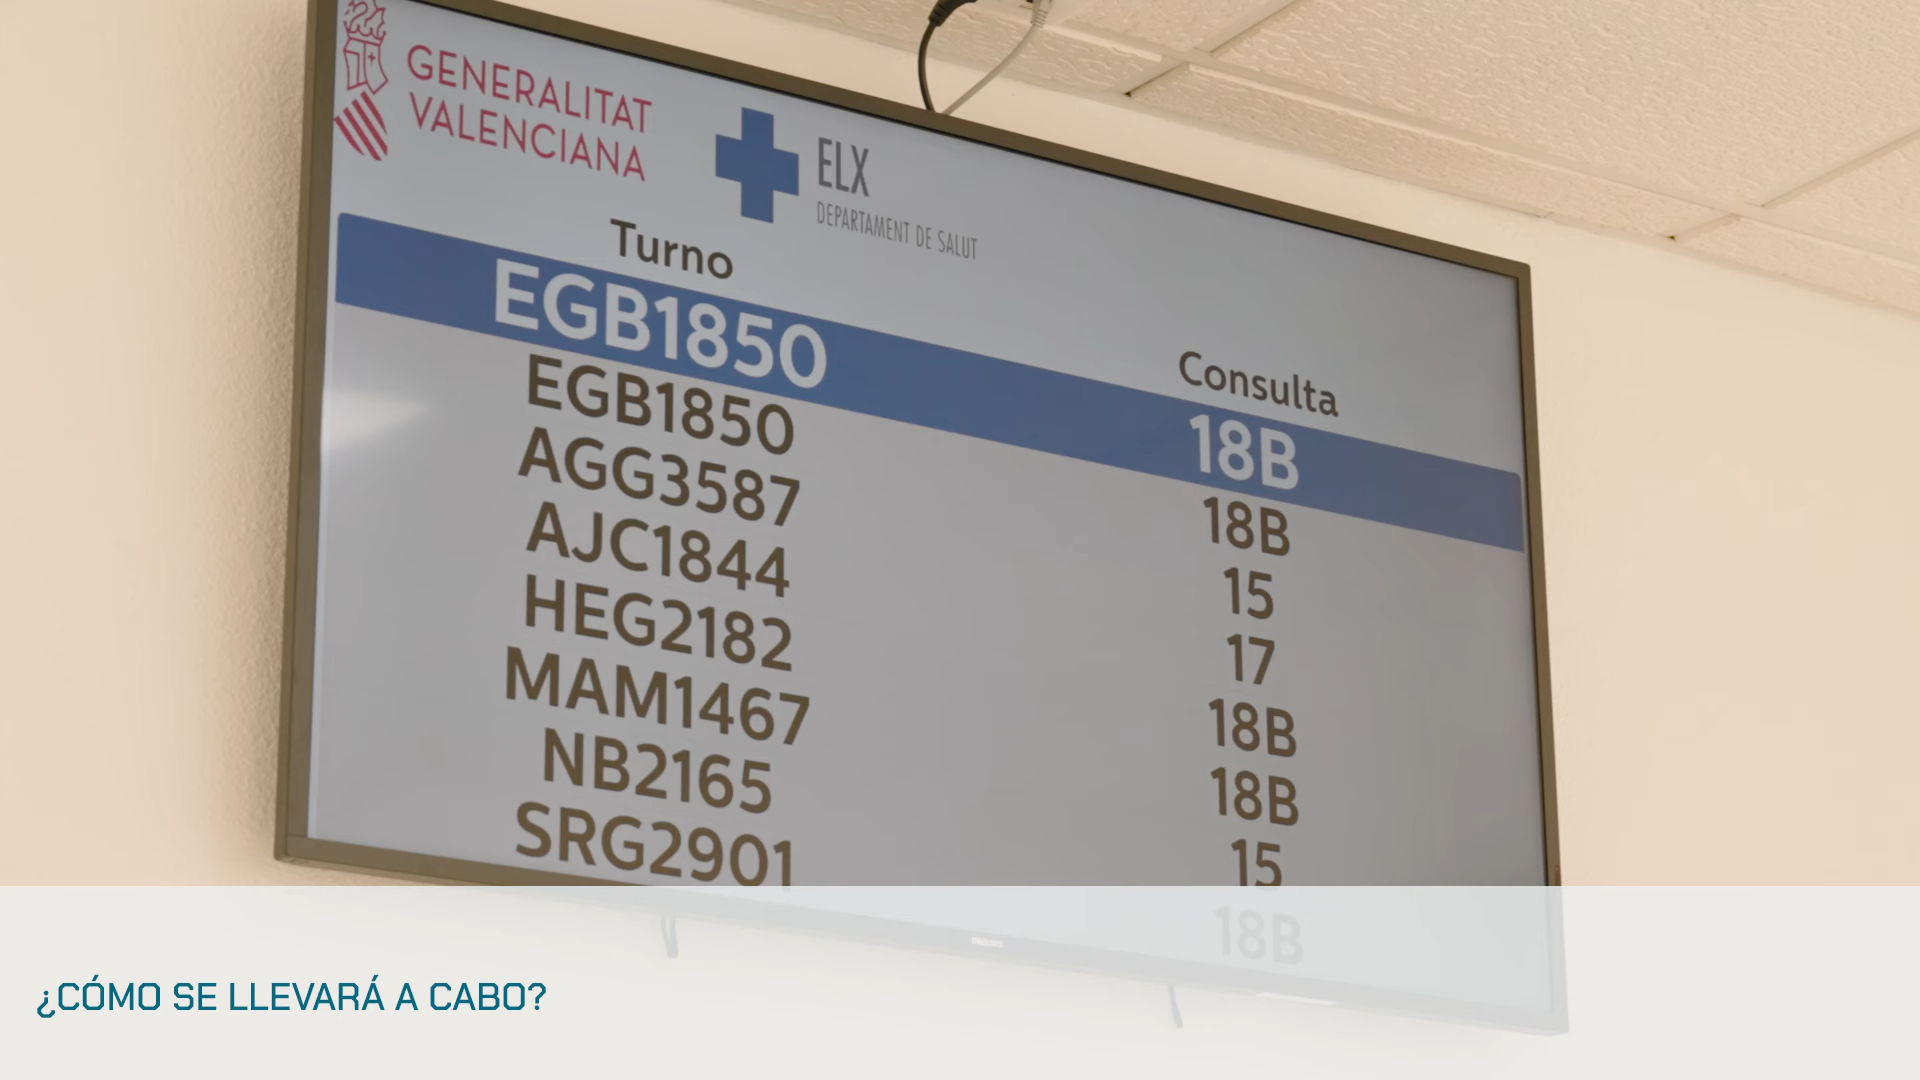 GENERALITAT
VALENCIANA
ELX
DEPARTAMENT DE SALUT
Turno Consulta
EGB1850 18B
EGB1850 18B
AGG3587 15
AJC1844 17
HEG2182 18B
MAM1467 18B
NB2165 15
SRG2901 18B
¿CÓMO SE LLEVARÁ A CABO?